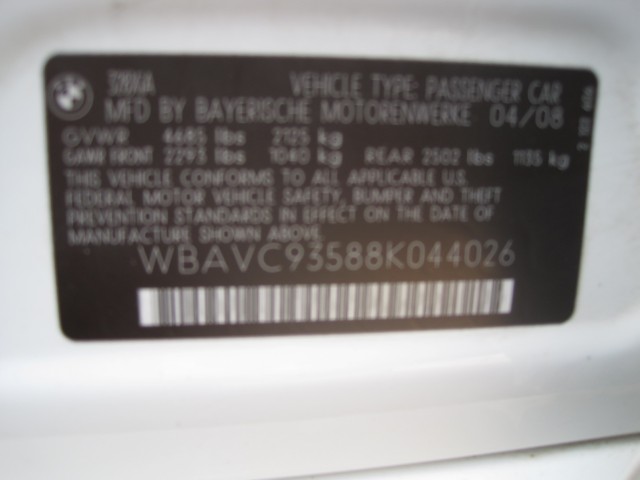 328XIA VEHICLE TYPE: PASSENGER CAR
MFD BY BAYERISCHE MOTORENWERKE 04/08
GVWR 4685 lbs 2125 kg
GAWR FRONT 2293 lbs 1040 kg REAR 2502 lbs 1135 kg
THIS VEHICLE CONFORMS TO ALL APPLICABLE U.S.
FEDERAL MOTOR VEHICLE SAFETY, BUMPER AND THEFT
PREVENTION STANDARDS IN EFFECT ON THE DATE OF
MANUFACTURE SHOWN ABOVE.
WBAVC93588K044026